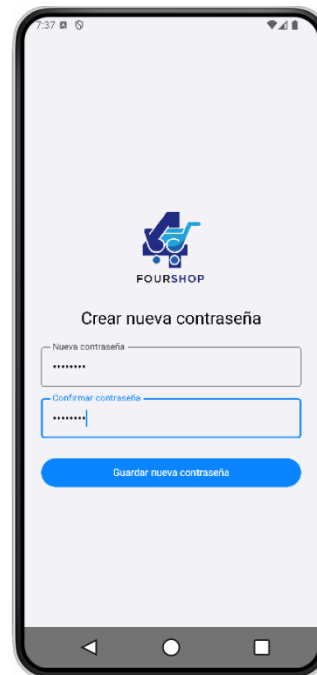 7:37
FOURSHOP
Crear nueva contraseña
Nueva contraseña
••••••••
Confirmar contraseña
••••••••
Guardar nueva contraseña